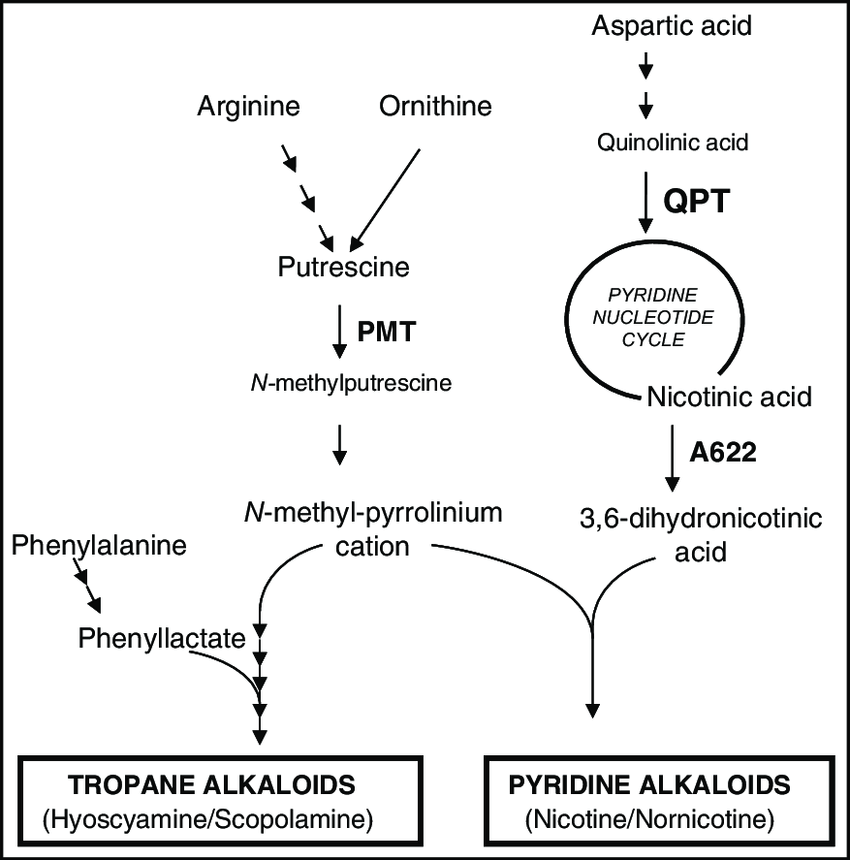 Aspartic acid
Arginine
Ornithine
Quinolinic acid
QPT
Putrescine
PYRIDINE
NUCLEOTIDE
CYCLE
PMT
N-methylputrescine
Nicotinic acid
A622
N-methyl-pyrrolinium
cation
3,6-dihydronicotinic
acid
Phenylalanine
Phenyllactate
TROPANE ALKALOIDS
(Hyoscyamine/Scopolamine)
PYRIDINE ALKALOIDS
(Nicotine/Nornicotine)